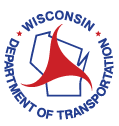 WISCONSIN
DEPARTMENT OF TRANSPORTATION